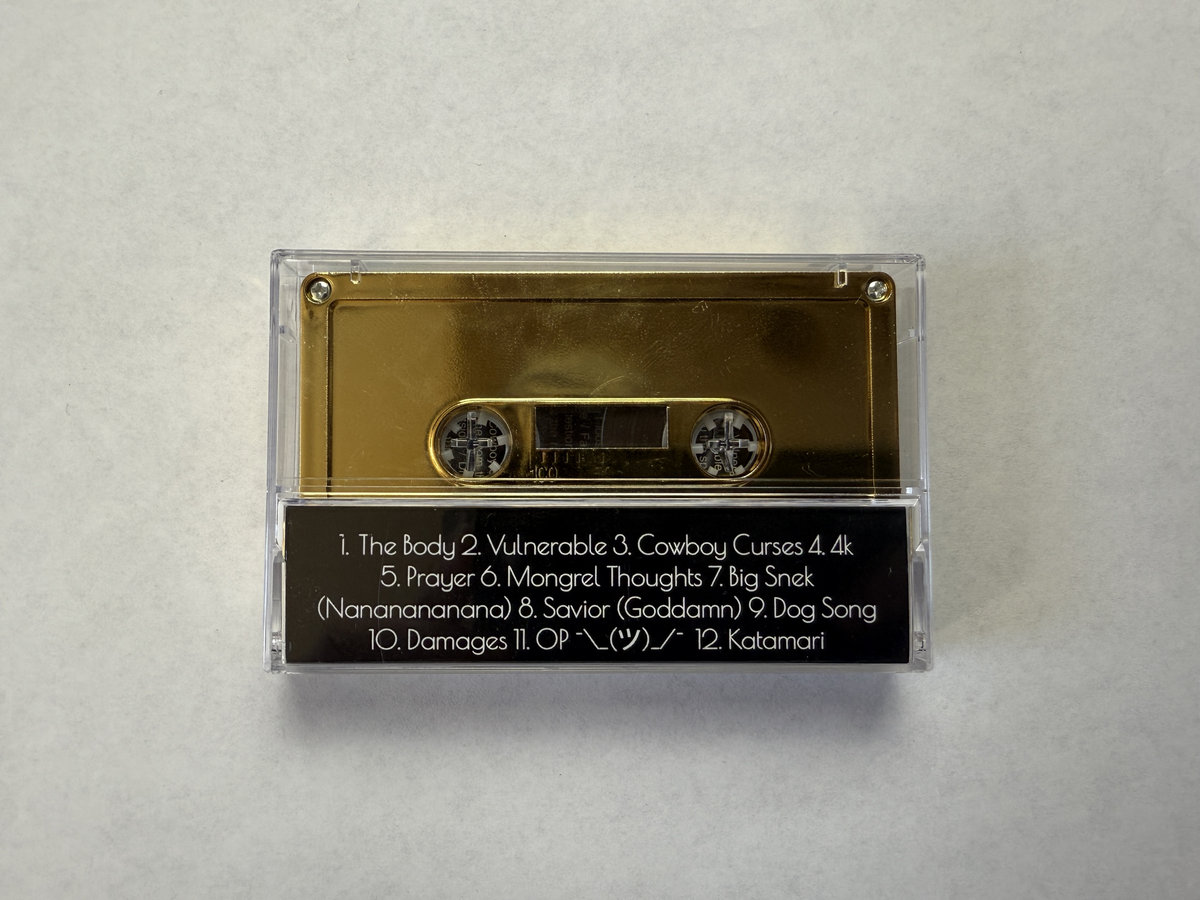 1. The Body 2. Vulnerable 3. Cowboy Curses 4. 4k
5. Prayer 6. Mongrel Thoughts 7. Big Snek
(Nananananana) 8. Savior (Goddamn) 9. Dog Song
10. Damages 11. OP ¯\_(ツ)_/¯ 12. Katamari